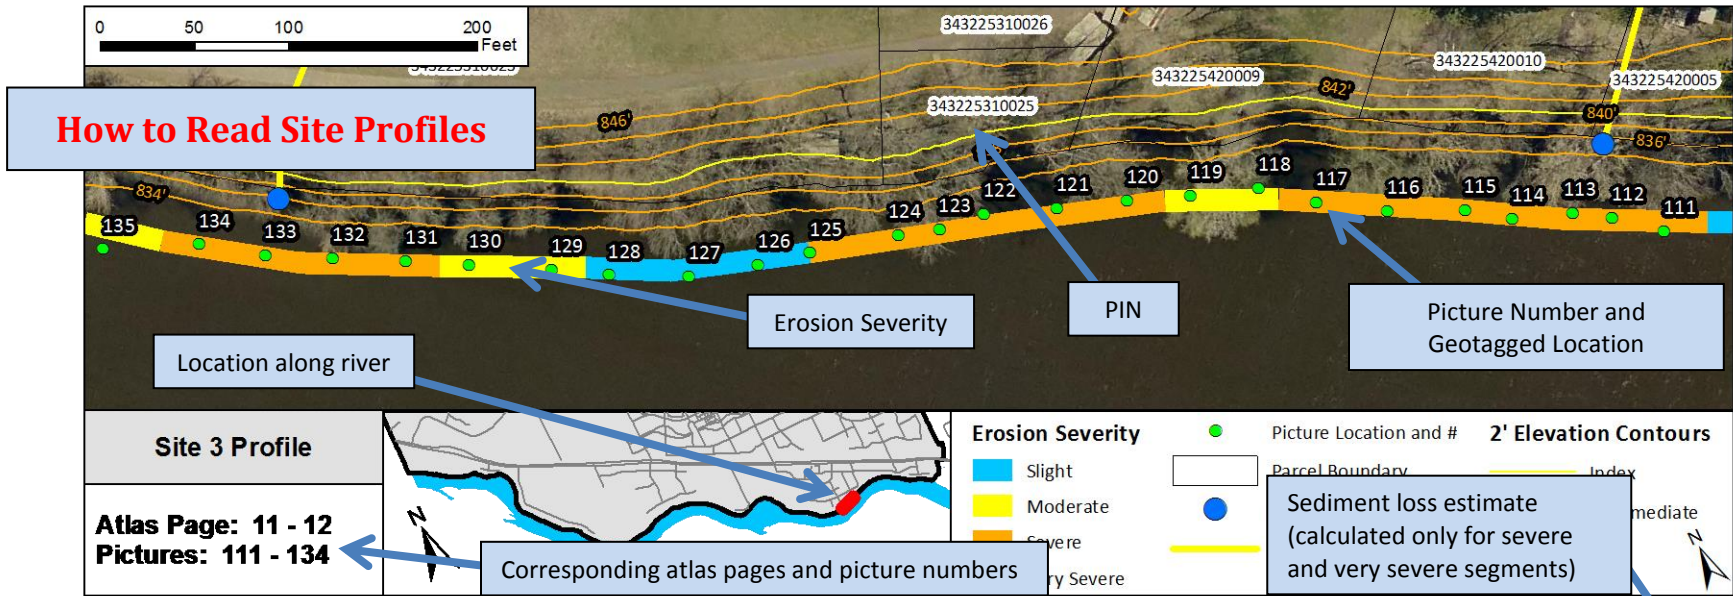 0 100 200
Feet
343225310026
343225420010
343225420009
343225420005
343225310025
How to Read Site Profiles
846'
842'
840'
836'
834'
135 134 133 132 131 130 129 128 127 126 125 124 123 122 121 120 119 118 117 116 115 114 113 112 111
Erosion Severity
PIN
Picture Number and
Geotagged Location
Location along river
Site 3 Profile
Atlas Page: 11 - 12
Pictures: 111 - 134
N
Corresponding atlas pages and picture numbers
Erosion Severity
Slight
Moderate
Severe
ry Severe
Picture Location and #
Parcel Boundary
2' Elevation Contours
Index
mediate
Sediment loss estimate
(calculated only for severe
and very severe segments)
N